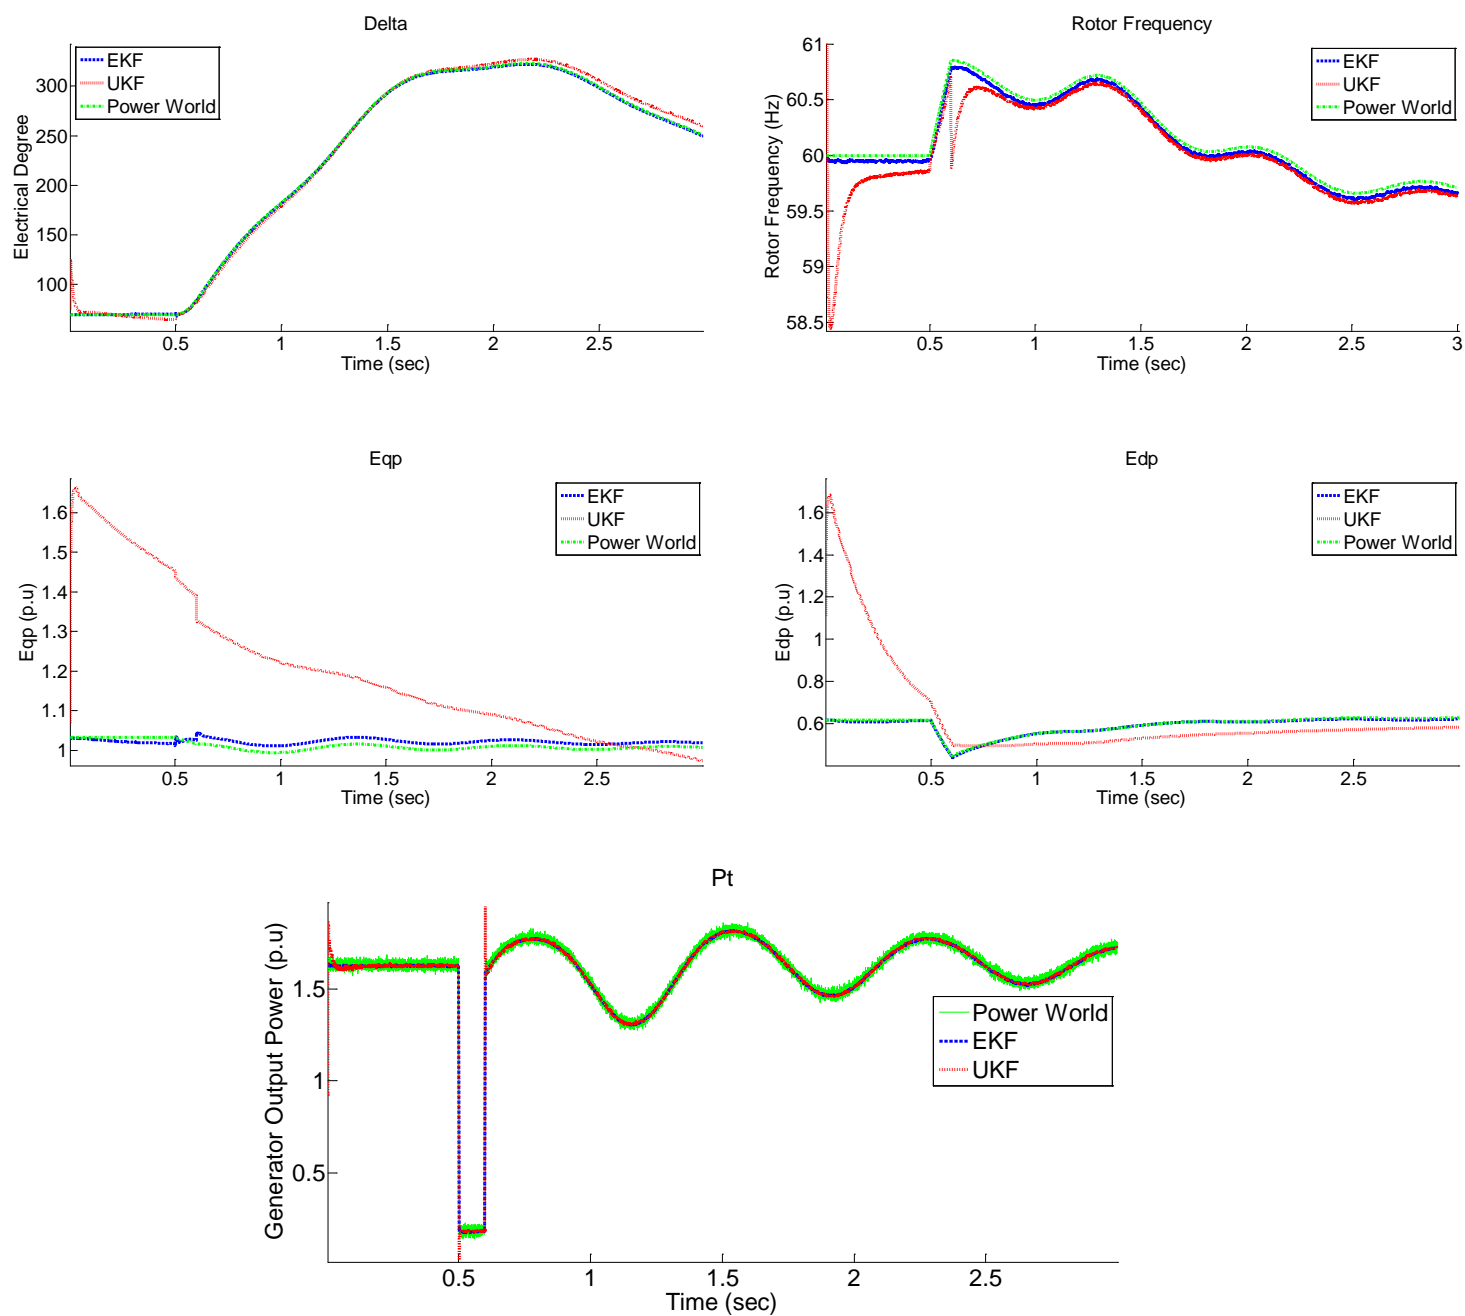 Delta
EKF
UKF
Power World
Electrical Degree
300
250
200
150
100
0.5 1 1.5 2 2.5
Time (sec)
Rotor Frequency
EKF
UKF
Power World
Rotor Frequency (Hz)
61
60.5
60
59.5
59
58.5
0 0.5 1 1.5 2 2.5 3
Time (sec)
Eqp
EKF
UKF
Power World
Eqp (p.u)
1.6
1.5
1.4
1.3
1.2
1.1
1
0.5 1 1.5 2 2.5
Time (sec)
Edp
EKF
UKF
Power World
Edp (p.u)
1.6
1.4
1.2
1
0.8
0.6
0.5 1 1.5 2 2.5
Time (sec)
Pt
Generator Output Power (p.u)
1.5
1
0.5
Power World
EKF
UKF
0.5 1 1.5 2 2.5
Time (sec)